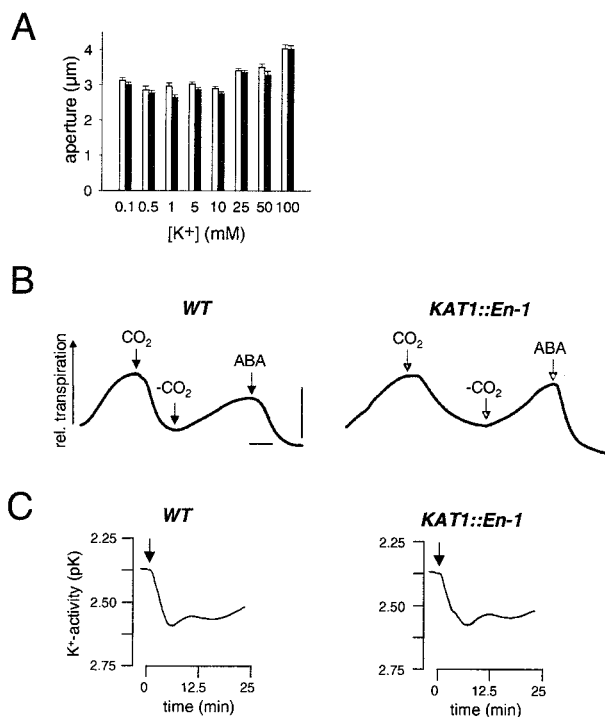 A
aperture (µm)
4
3
2
1
0
0.1 0.5 1 5 10 25 50 100
[K+] (mM)
B
WT
KAT1::En-1
rel. transpiration
CO2
-CO2
ABA
CO2
-CO2
ABA
C
WT
KAT1::En-1
K+-activity (pK)
2.25
2.50
2.75
0 12.5 25
time (min)
2.25
2.50
2.75
0 12.5 25
time (min)